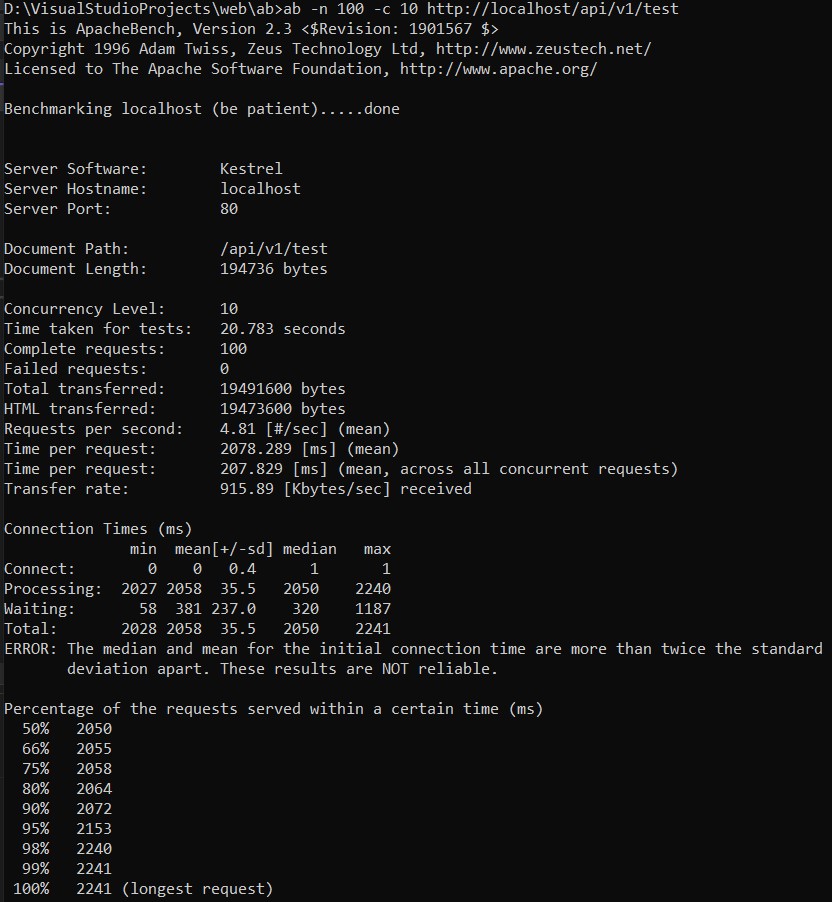 D:\VisualStudioProjects\web\ab>ab -n 100 -c 10 http://localhost/api/v1/test
This is ApacheBench, Version 2.3 <$Revision: 1901567 $>
Copyright 1996 Adam Twiss, Zeus Technology Ltd, http://www.zeustech.net/
Licensed to The Apache Software Foundation, http://www.apache.org/

Benchmarking localhost (be patient).....done


Server Software:        Kestrel
Server Hostname:        localhost
Server Port:            80

Document Path:          /api/v1/test
Document Length:        194736 bytes

Concurrency Level:      10
Time taken for tests:   20.783 seconds
Complete requests:      100
Failed requests:        0
Total transferred:      19491600 bytes
HTML transferred:       19473600 bytes
Requests per second:    4.81 [#/sec] (mean)
Time per request:       2078.289 [ms] (mean)
Time per request:       207.829 [ms] (mean, across all concurrent requests)
Transfer rate:          915.89 [Kbytes/sec] received

Connection Times (ms)
              min  mean[+/-sd] median   max
Connect:        0    0   0.4      1       1
Processing:  2027 2058  35.5   2050    2240
Waiting:       58  381 237.0    320    1187
Total:       2028 2058  35.5   2050    2241
ERROR: The median and mean for the initial connection time are more than twice the standard
       deviation apart. These results are NOT reliable.

Percentage of the requests served within a certain time (ms)
  50%   2050
  66%   2055
  75%   2058
  80%   2064
  90%   2072
  95%   2153
  98%   2240
  99%   2241
 100%   2241 (longest request)